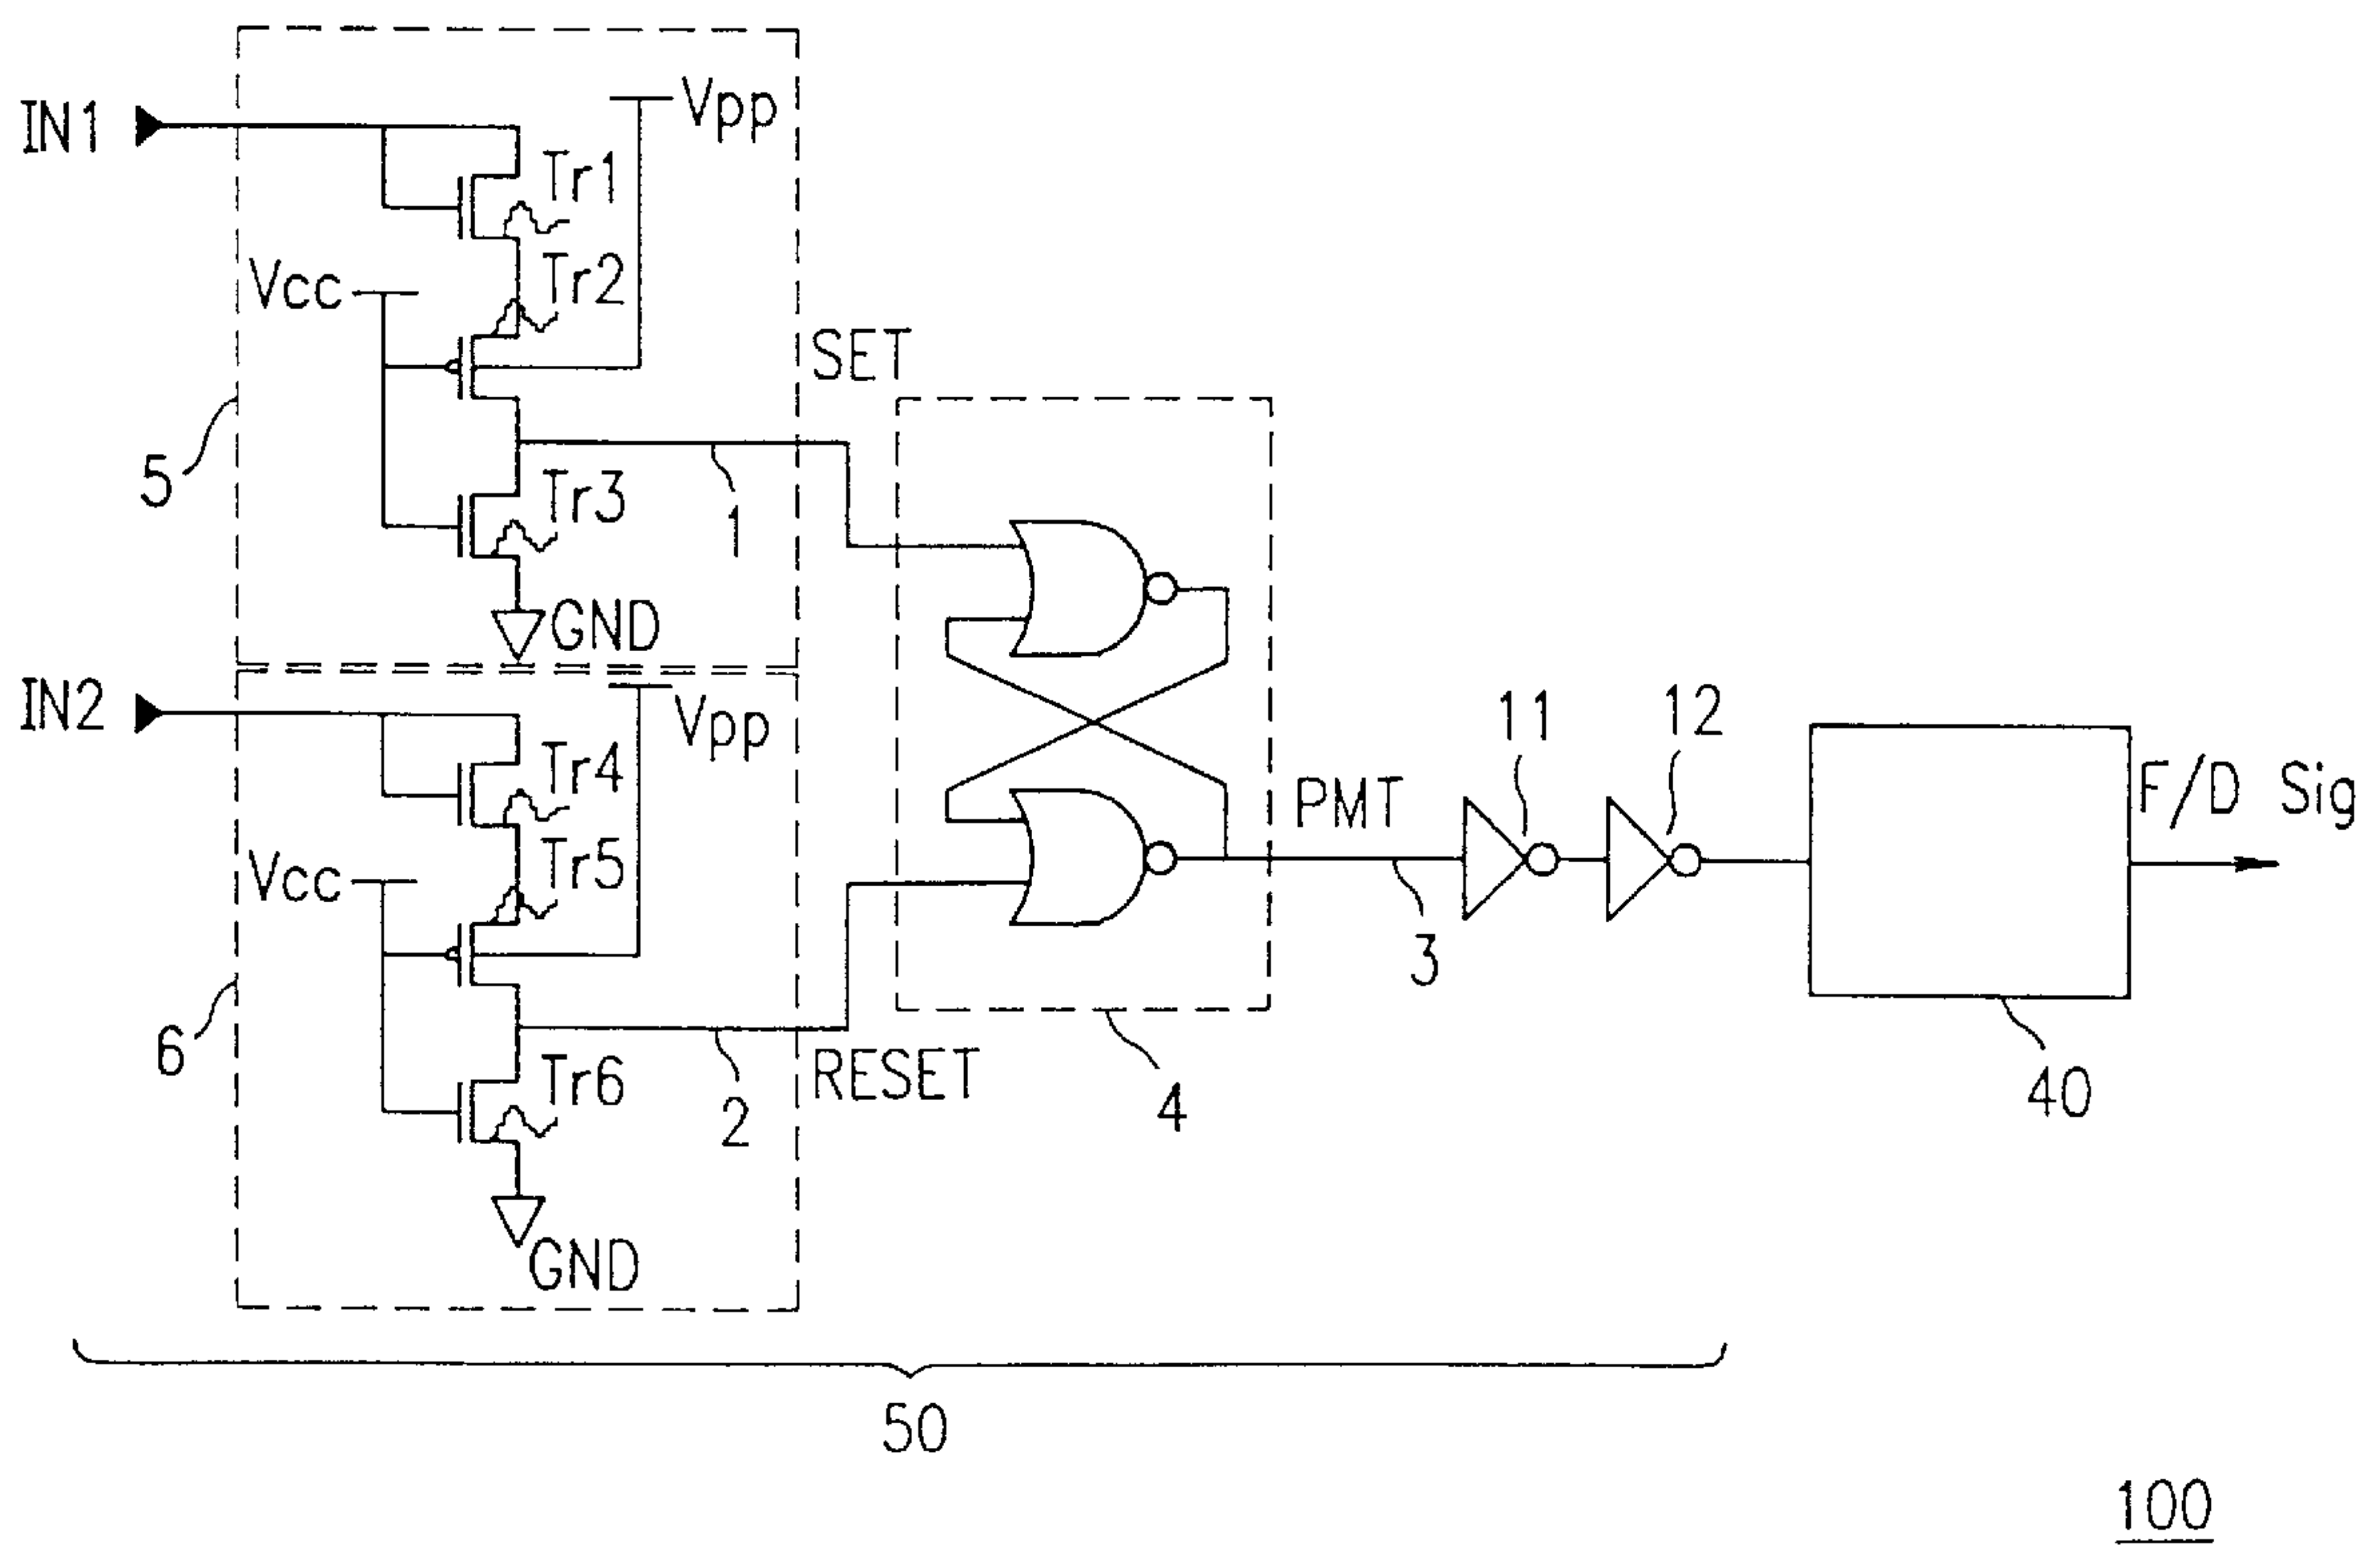 IN1
Vpp
Tr1
Tr2
Vcc
SET
5
Tr3
1
GND
IN2
Vpp
Tr4
11
12
F/D Sig
PMT
Tr5
Vcc
3
6
RESET
Tr6
2
4
40
GND
50
100